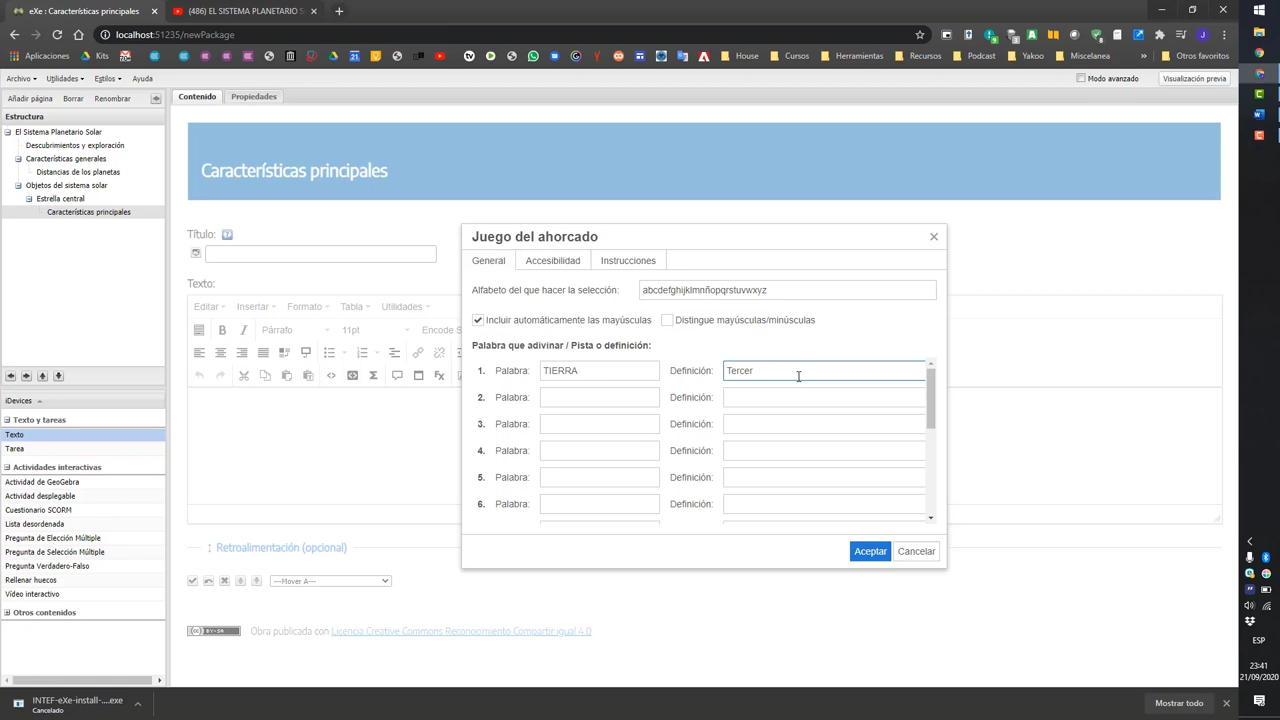 eXe : Características principales
(486) EL SISTEMA PLANETARIO S
localhost:51235/newPackage
Aplicaciones
Kits
House
Cursos
Herramientas
Recursos
Podcast
Yakoo
Miscelanea
»
Otros favoritos
Archivo
Utilidades
Estilos
Ayuda
Modo avanzado
Visualización previa
Añadir página
Borrar
Renombrar
Contenido
Propiedades
Estructura
El Sistema Planetario Solar
Descubrimientos y exploración
Características generales
Distancias de los planetas
Objetos del sistema solar
Estrella central
Características principales
Características principales
Título:
Texto:
Editar
Insertar
Formato
Tabla
Utilidades
Párrafo
11pt
Encode S
Juego del ahorcado
General
Accesibilidad
Instrucciones
Alfabeto del que hacer la selección:
abcdefghijklmnñopqrstuvwxyz
Incluir automáticamente las mayúsculas
Distingue mayúsculas/minúsculas
Palabra que adivinar / Pista o definición:
1. Palabra: TIERRA Definición: Tercer
2. Palabra: Definición:
3. Palabra: Definición:
4. Palabra: Definición:
5. Palabra: Definición:
6. Palabra: Definición:
Aceptar
Cancelar
iDevices
Texto y tareas
Texto
Tarea
Actividades interactivas
Actividad de GeoGebra
Actividad desplegable
Cuestionario SCORM
Lista desordenada
Pregunta de Elección Múltiple
Pregunta de Selección Múltiple
Pregunta Verdadero-Falso
Rellenar huecos
Vídeo interactivo
Otros contenidos
Retroalimentación (opcional)
---Mover A---
Obra publicada con Licencia Creative Commons Reconocimiento Compartir igual 4.0
INTEF-eXe-install-....exe
Cancelado
Mostrar todo
ESP
23:41
21/09/2020